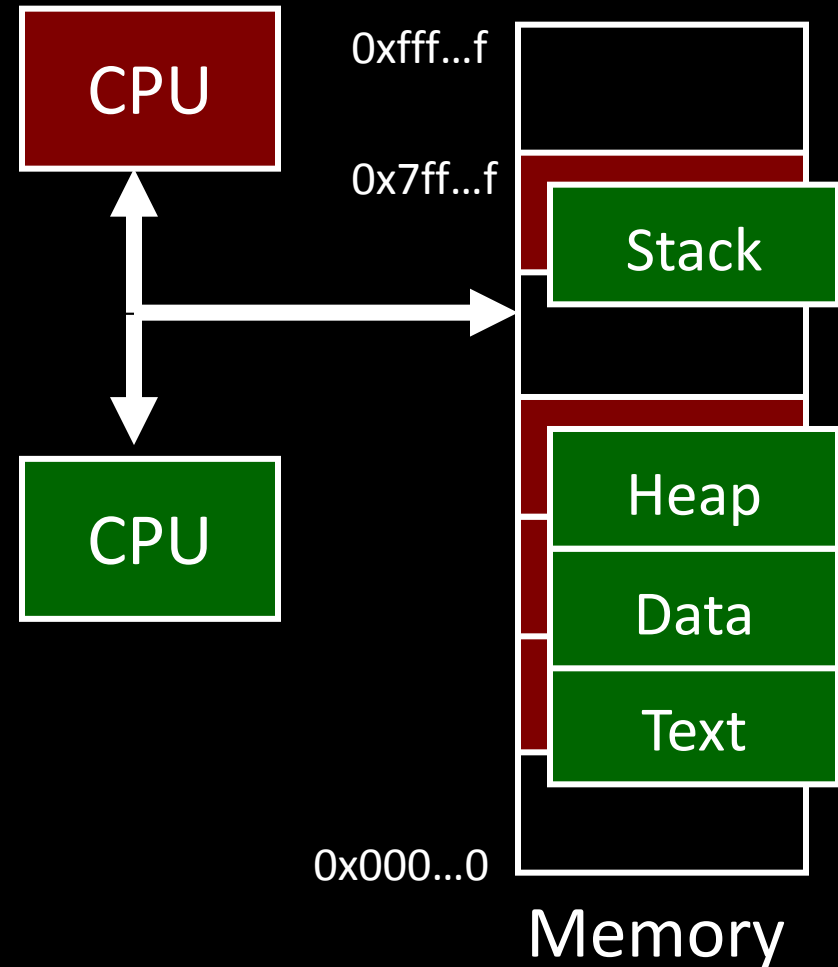 CPU
0xfff…f
0x7ff…f
Stack
CPU
Heap
Data
Text
0x000…0
Memory